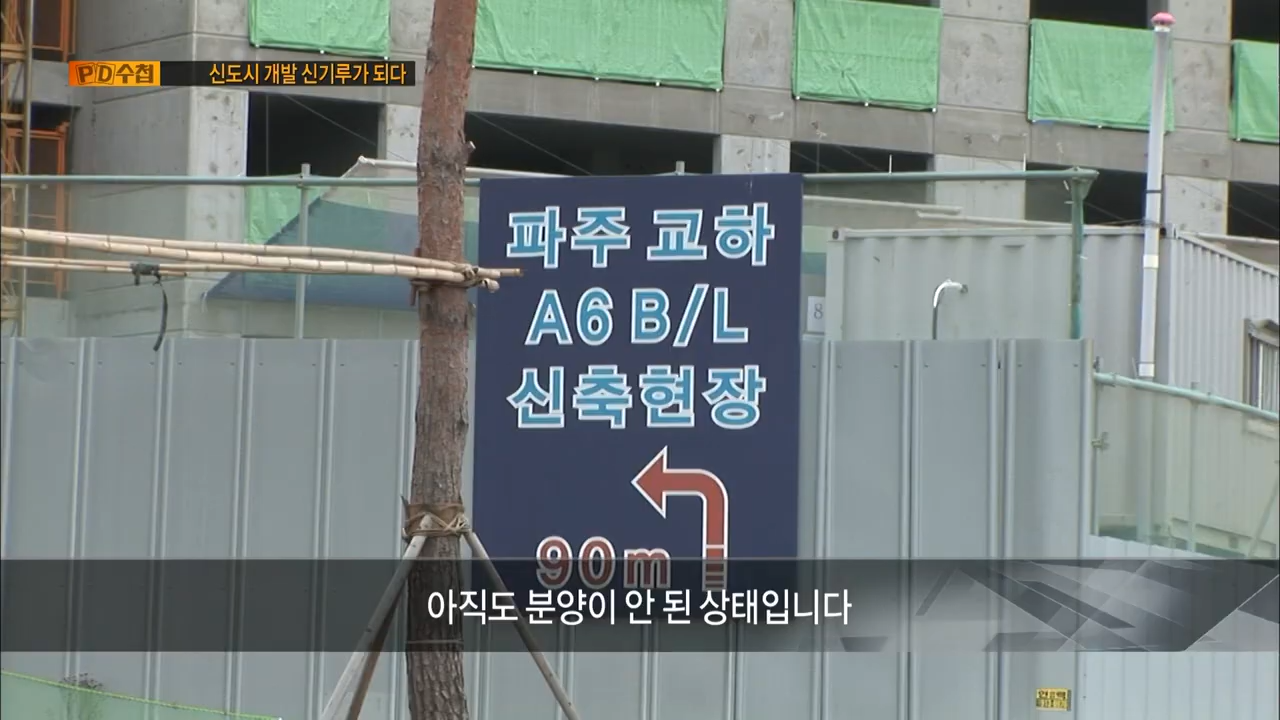 PD수첩 신도시 개발 신기루가 되다
파주 교하
A6 B/L
신축현장
90m
8
아직도 분양이 안 된 상태입니다